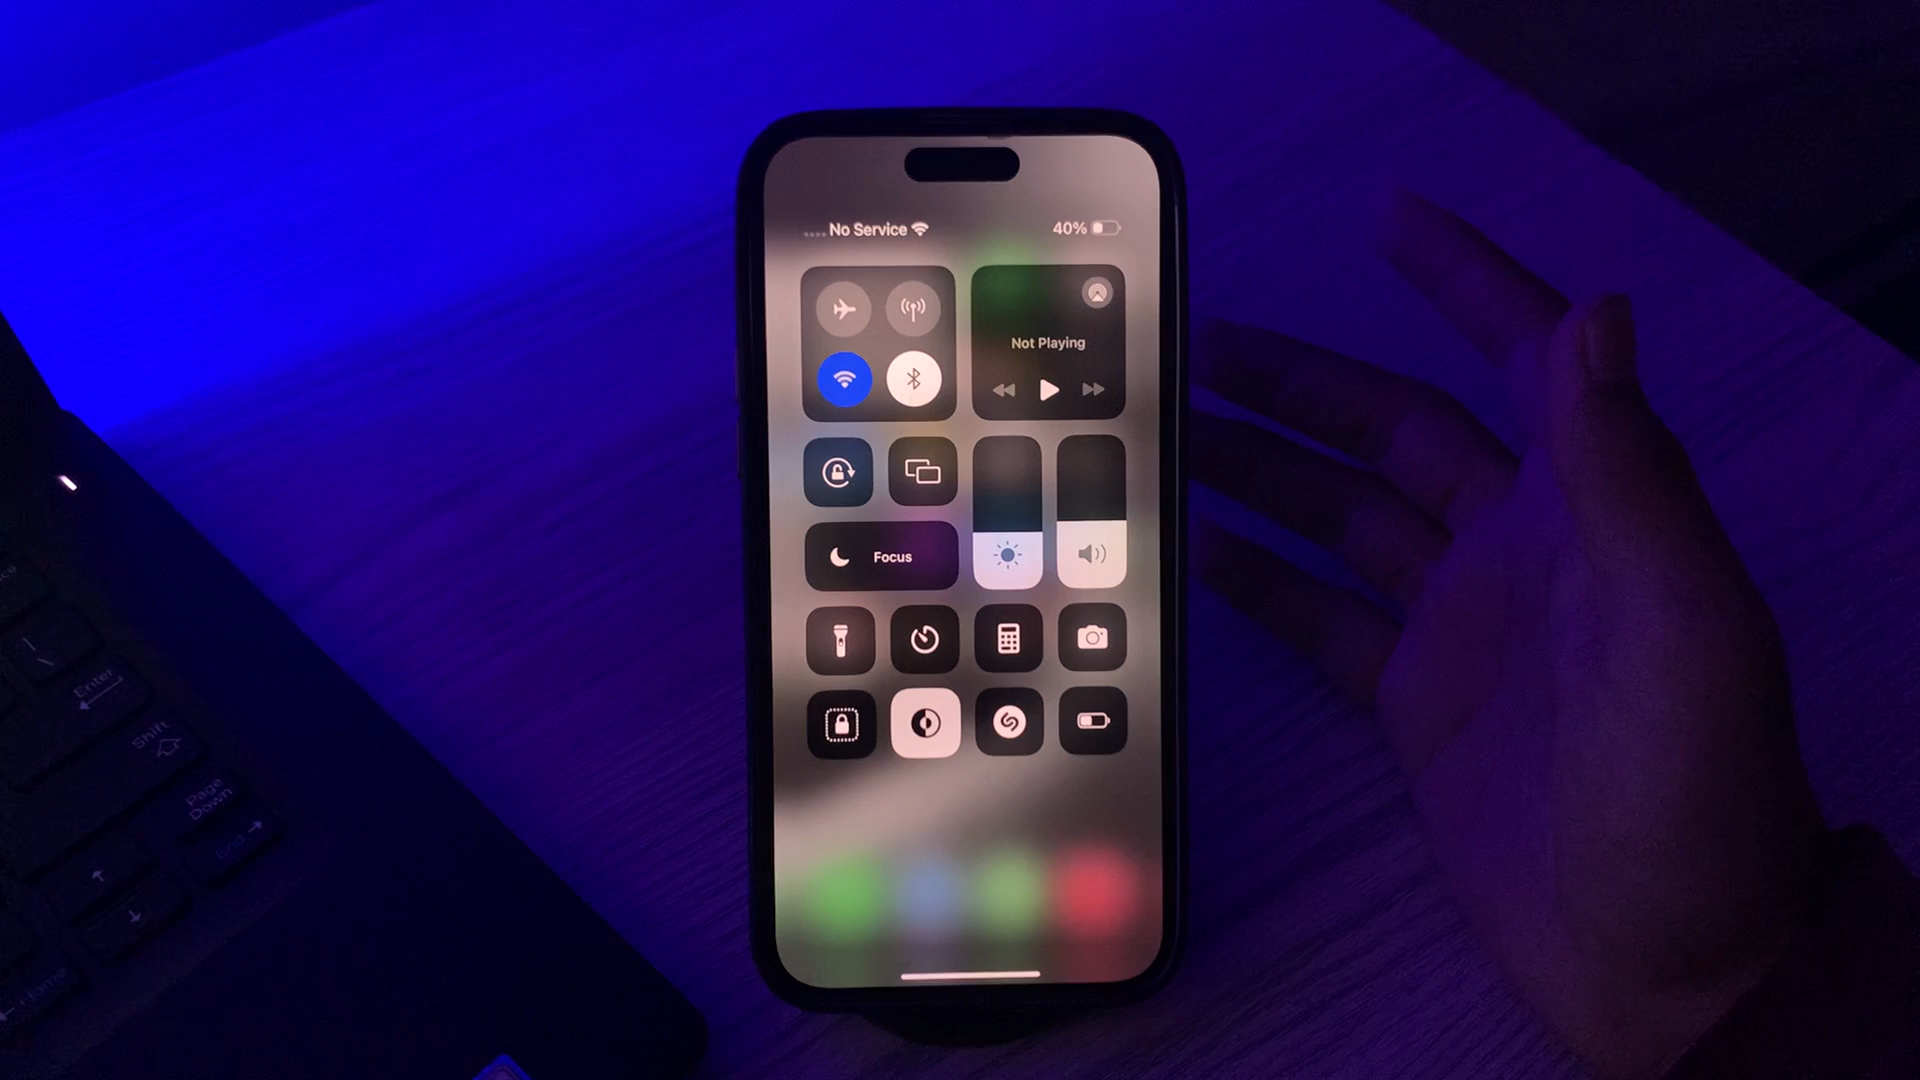 No Service
40%
Not Playing
Focus
Enter
Shift
Page
Down
End
Home